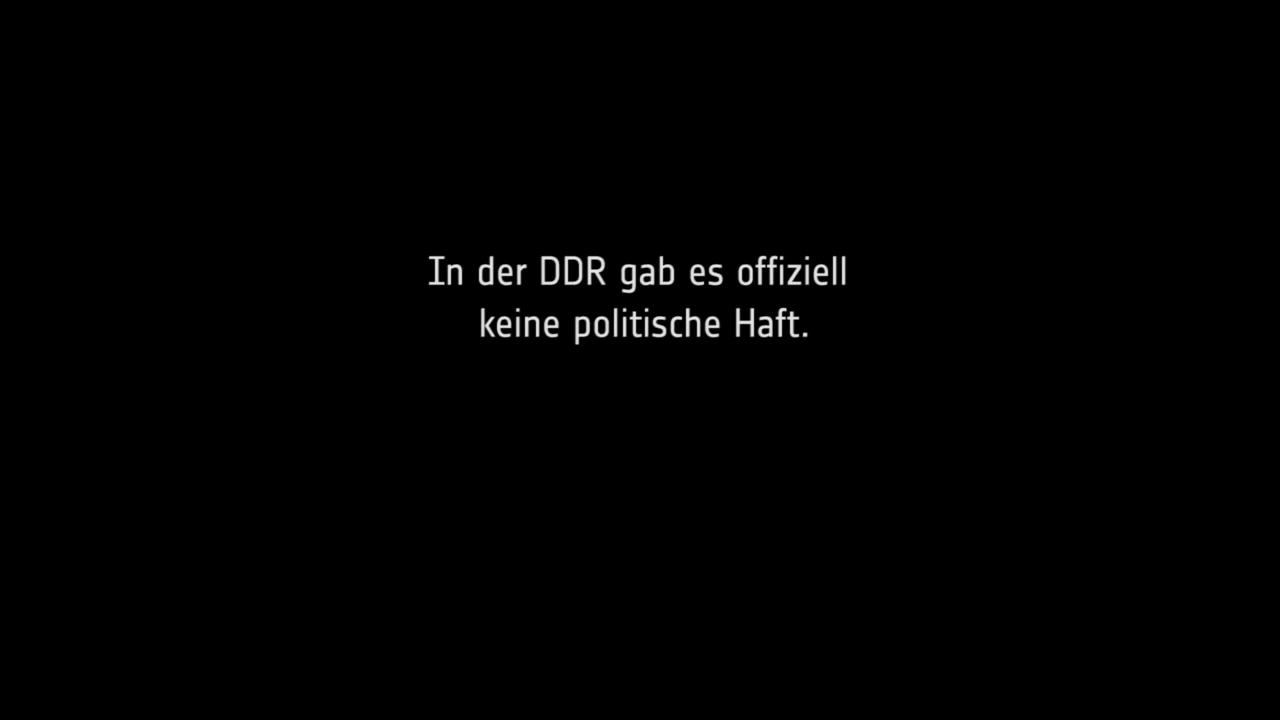 In der DDR gab es offiziell
keine politische Haft.